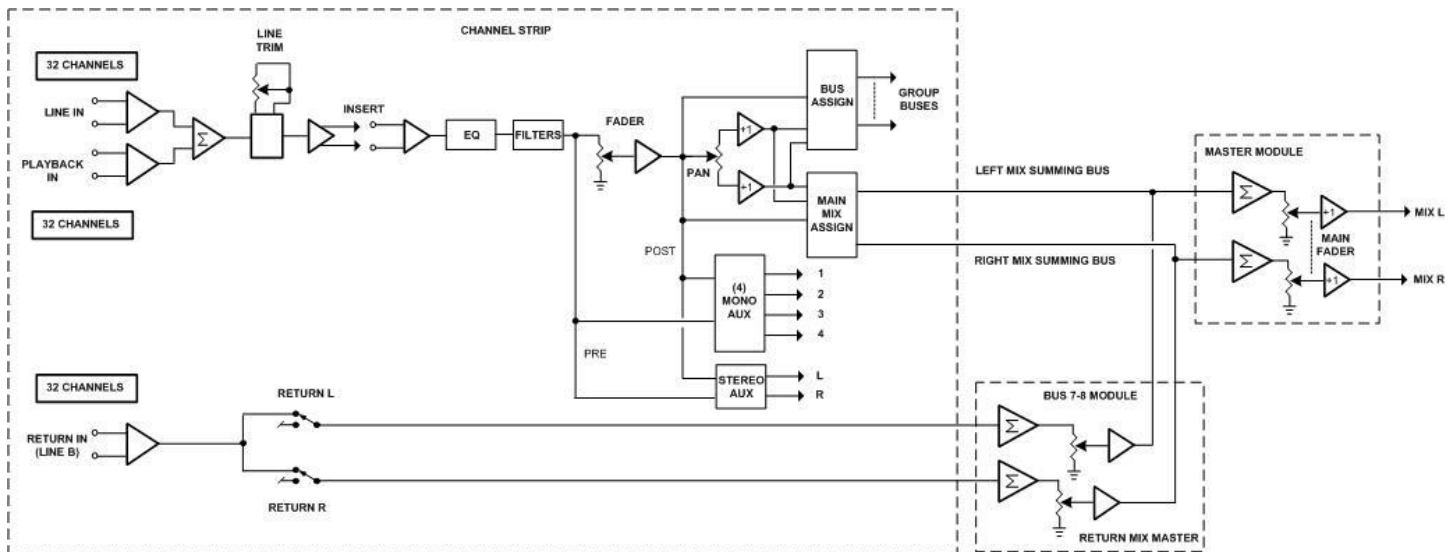 CHANNEL STRIP
LINE
TRIM
32 CHANNELS
LINE IN
PLAYBACK
IN
32 CHANNELS
Σ
INSERT
EQ
FILTERS
FADER
PAN
+1
+1
BUS
ASSIGN
GROUP
BUSES
MAIN
MIX
ASSIGN
LEFT MIX SUMMING BUS
RIGHT MIX SUMMING BUS
MASTER MODULE
Σ
Σ
+1
+1
MAIN
FADER
MIX L
MIX R
POST
PRE
(4)
MONO
AUX
1
2
3
4
STEREO
AUX
L
R
32 CHANNELS
RETURN IN
(LINE B)
RETURN L
RETURN R
BUS 7-8 MODULE
Σ
Σ
RETURN MIX MASTER